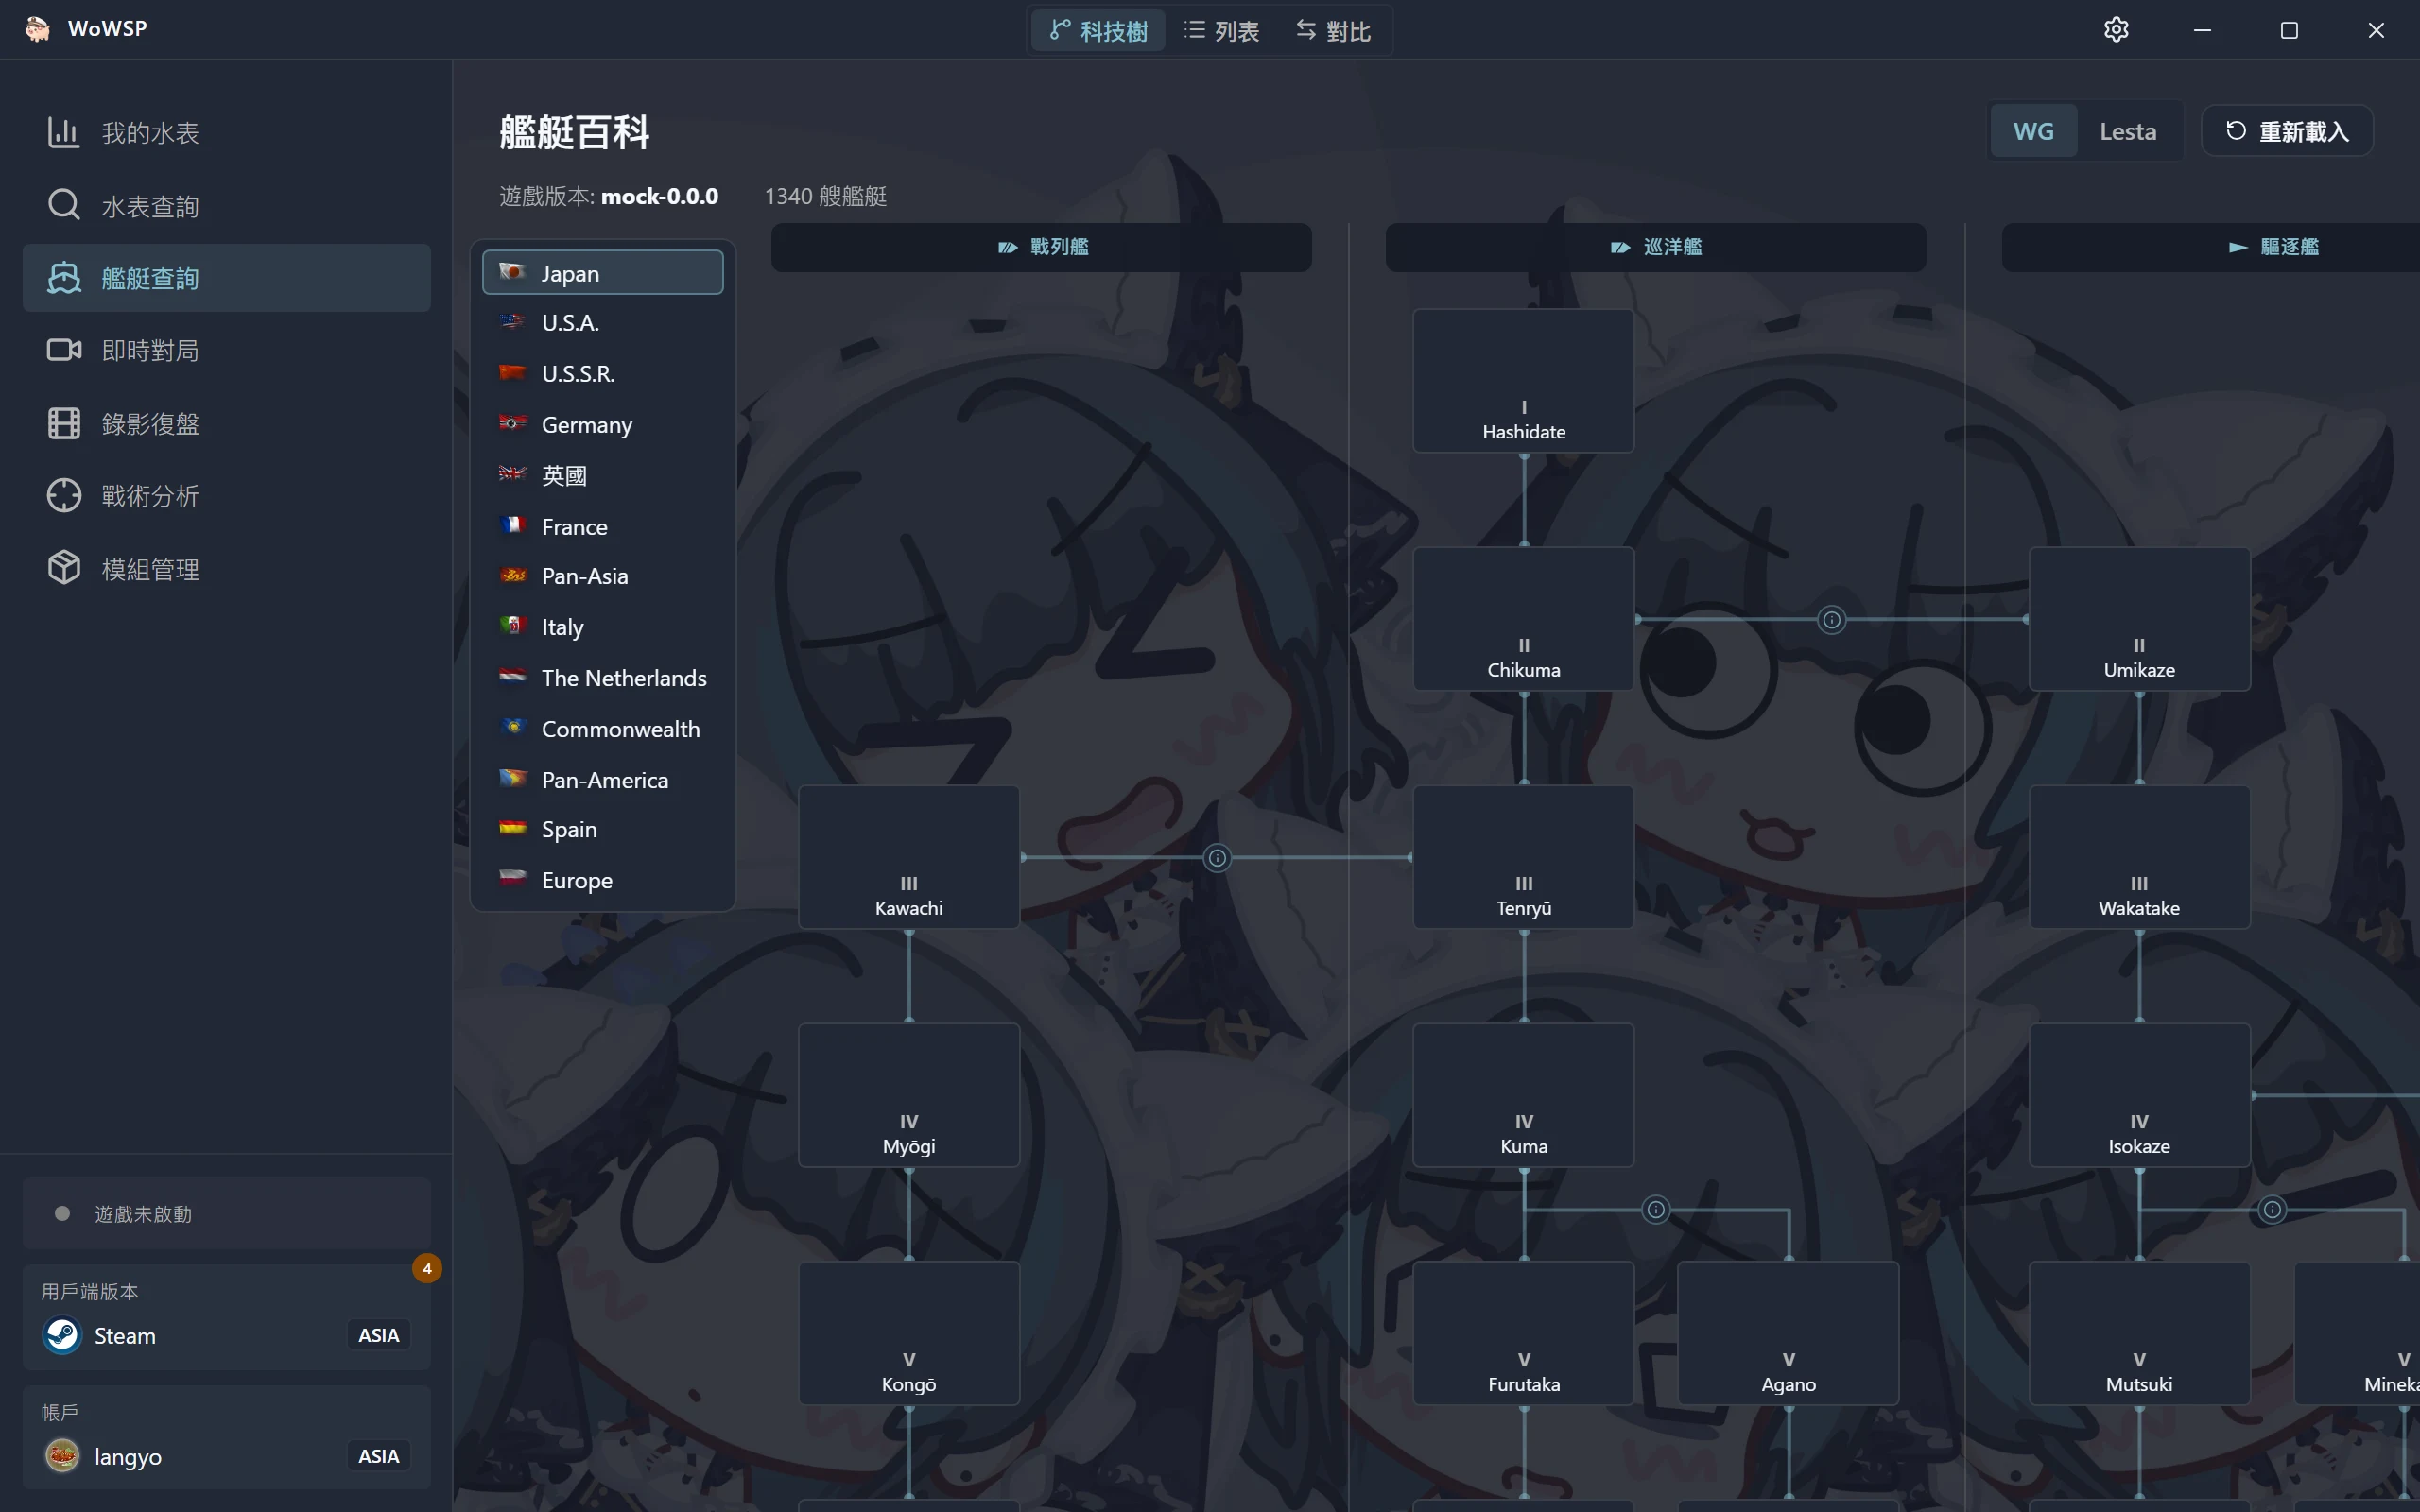 WoWSP
科技樹
列表
對比
我的水表
水表查詢
艦艇查詢
即時對局
錄影復盤
戰術分析
模組管理
遊戲未啟動
4
用戶端版本
Steam
ASIA
帳戶
langyo
ASIA
艦艇百科
WG
Lesta
重新載入
遊戲版本: mock-0.0.0
1340 艘艦艇
Japan
U.S.A.
U.S.S.R.
Germany
英國
France
Pan-Asia
Italy
The Netherlands
Commonwealth
Pan-America
Spain
Europe
戰列艦
巡洋艦
驅逐艦
I
Hashidate
II
Chikuma
II
Umikaze
III
Kawachi
III
Tenryū
III
Wakatake
IV
Myōgi
IV
Kuma
IV
Isokaze
V
Kongō
V
Furutaka
V
Agano
V
Mutsuki
V
Mineka